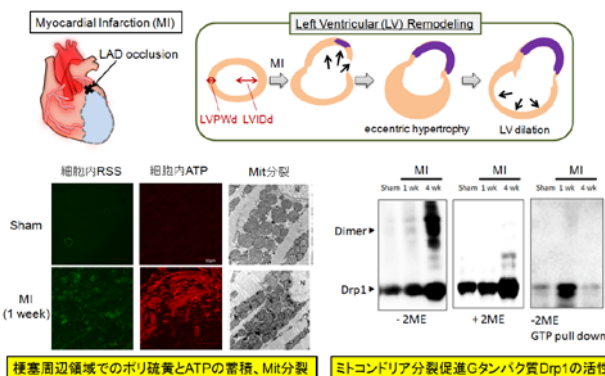 Myocardial Infarction (MI)
LAD occlusion
Left Ventricular (LV) Remodeling
MI
LVPWd
LVIDd
eccentric hypertrophy
LV dilation
細胞内RSS
細胞内ATP
Mit分裂
Sham
MI
(1 week)
MI
Sham 1 wk 4 wk
MI
Sham 1 wk 4 wk
MI
Sham 1 wk 4 wk
Dimer
Drp1
- 2ME
+ 2ME
-2ME
GTP pull down
梗塞周辺領域でのポリ硫黄とATPの蓄積、Mit分裂
ミトコンドリア分裂促進Gタンパク質Drp1の活性